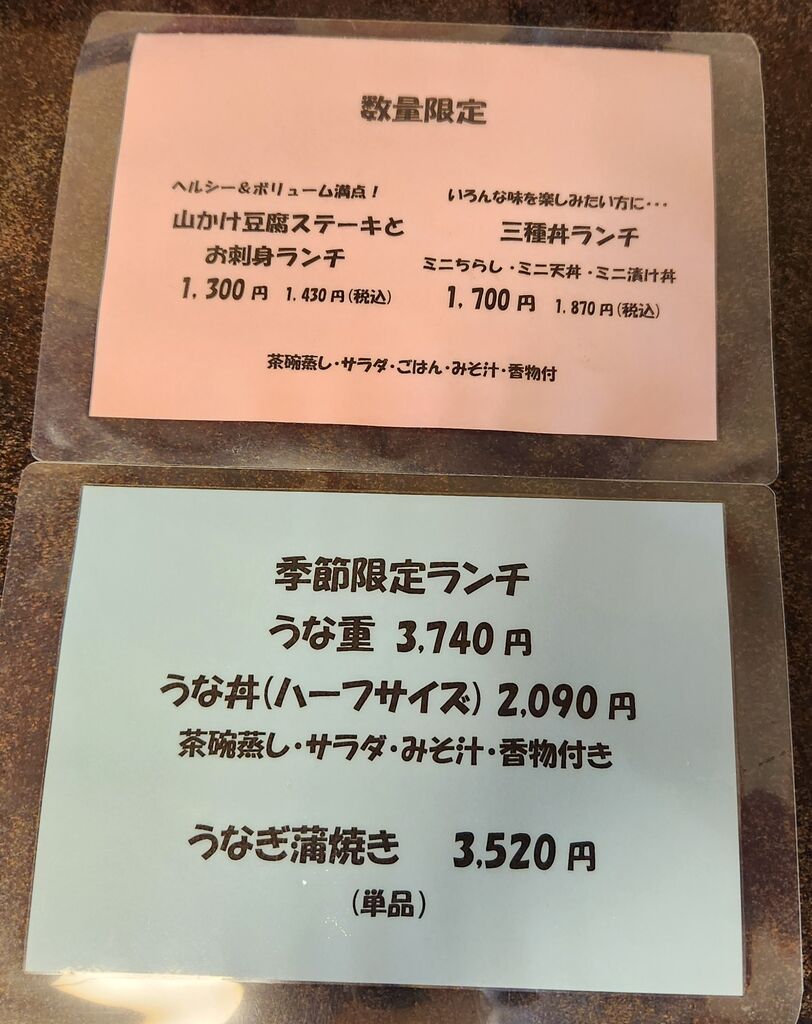 数量限定
ヘルシー&ボリューム満点！
山かけ豆腐ステーキと
お刺身ランチ
1,300円 1.430円(税込)
いろんな味を楽しみたい方に・・・
三種丼ランチ
ミニちらし・ミニ天丼・ミニ漬け丼
1,700円 1.870円(税込)
茶碗蒸し・サラダ・ごはん・みそ汁・香物付
季節限定ランチ
うな重 3,740円
うな丼(ハーフサイズ) 2,090円
茶碗蒸し・サラダ・みそ汁・香物付き
うなぎ蒲焼き 3,520円
(単品)